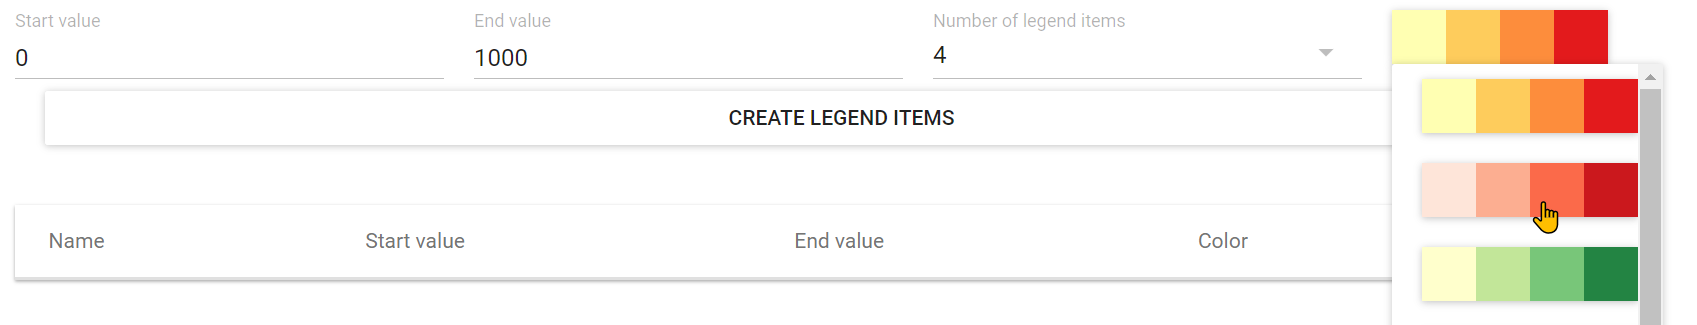 Start value
End value
Number of legend items
0
1000
4
CREATE LEGEND ITEMS
Name
Start value
End value
Color